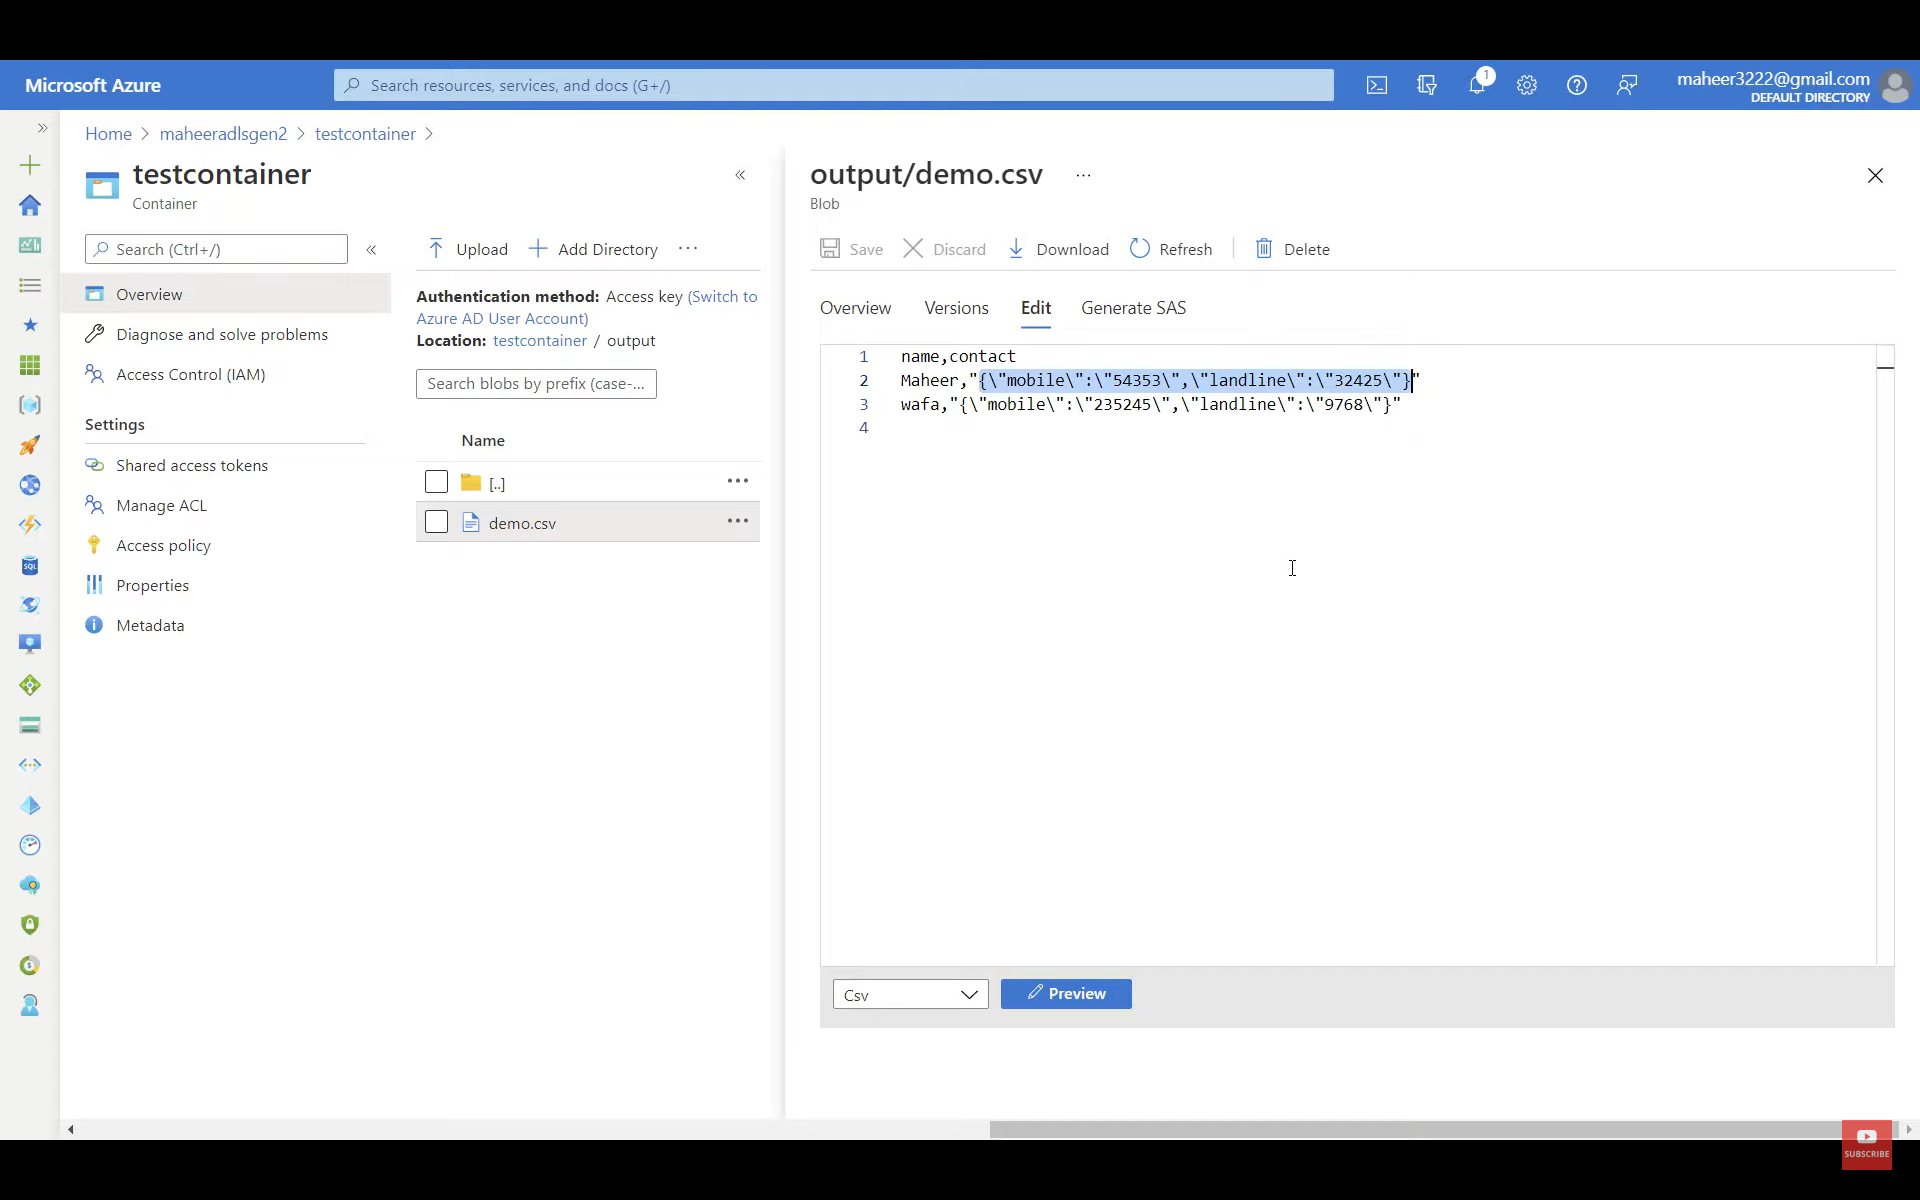 Microsoft Azure
Search resources, services, and docs (G+/)
1
maheer3222@gmail.com
DEFAULT DIRECTORY
Home > maheeradlsgen2 > testcontainer >
testcontainer
Container
Search (Ctrl+/)
Overview
Diagnose and solve problems
Access Control (IAM)
Settings
Shared access tokens
Manage ACL
Access policy
Properties
Metadata
Upload
Add Directory
Authentication method: Access key (Switch to
Azure AD User Account)
Location: testcontainer / output
Search blobs by prefix (case-...
Name
[..]
demo.csv
output/demo.csv
Blob
Save
Discard
Download
Refresh
Delete
Overview
Versions
Edit
Generate SAS
1 name,contact
2 Maheer,"{\"mobile\":\"54353\",\"landline\":\"32425\"}"
3 wafa,"{\"mobile\":\"235245\",\"landline\":\"9768\"}"
4
Csv
Preview
SQL
SUBSCRIBE